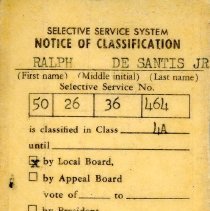 SELECTIVE SERVICE SYSTEM
NOTICE OF CLASSIFICATION
RALPH DE SANTIS JR
(First name) (Middle initial) (Last name)
Selective Service No.
50 26 36 464
is classified in Class 4A
until
x by Local Board,
by Appeal Board
vote of to
by President